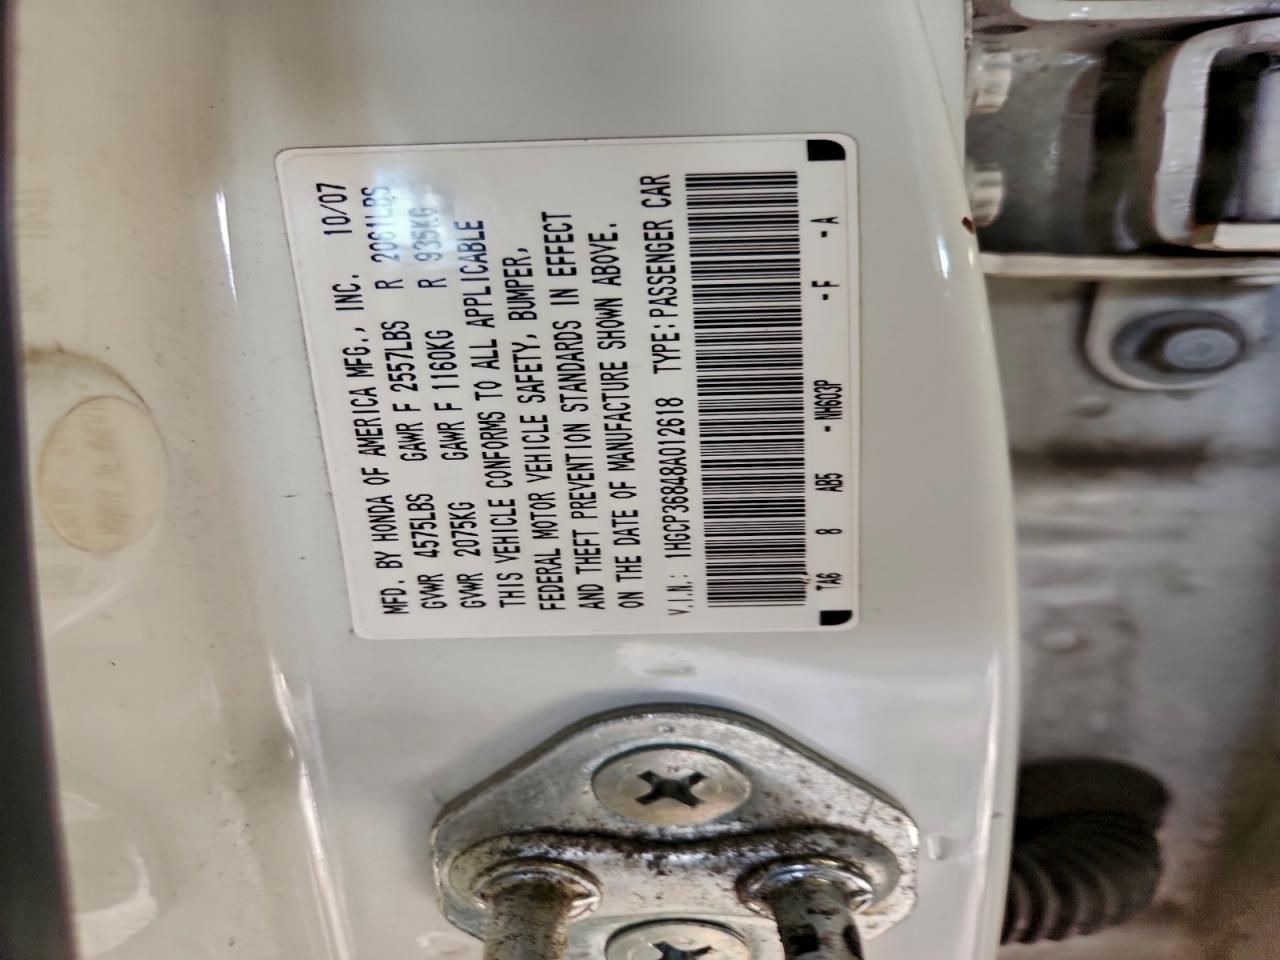 MFD. BY HONDA OF AMERICA MFG., INC. 10/07
GVWR 4575LBS GAWR F 2557LBS R 2061LBS
GVWR 2075KG GAWR F 1160KG R 935KG
THIS VEHICLE CONFORMS TO ALL APPLICABLE
FEDERAL MOTOR VEHICLE SAFETY, BUMPER,
AND THEFT PREVENTION STANDARDS IN EFFECT
ON THE DATE OF MANUFACTURE SHOWN ABOVE.
V.I.N.: 1HGCP36848A012618 TYPE: PASSENGER CAR
TA6 8 AB5 - NH603P - F - A